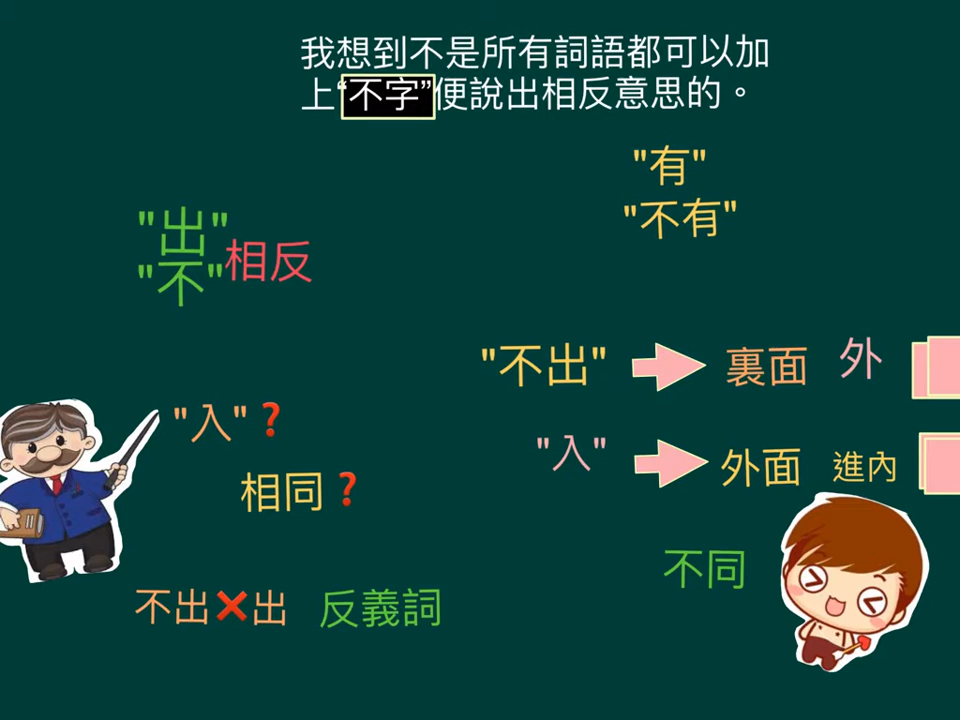 我想到不是所有詞語都可以加
上“不字”便說出相反意思的。
"有"
"不有"
"出"
"不"
相反
"不出" 裏面 外
"入"?
"入" 外面 進內
相同?
不同
不出 出 反義詞